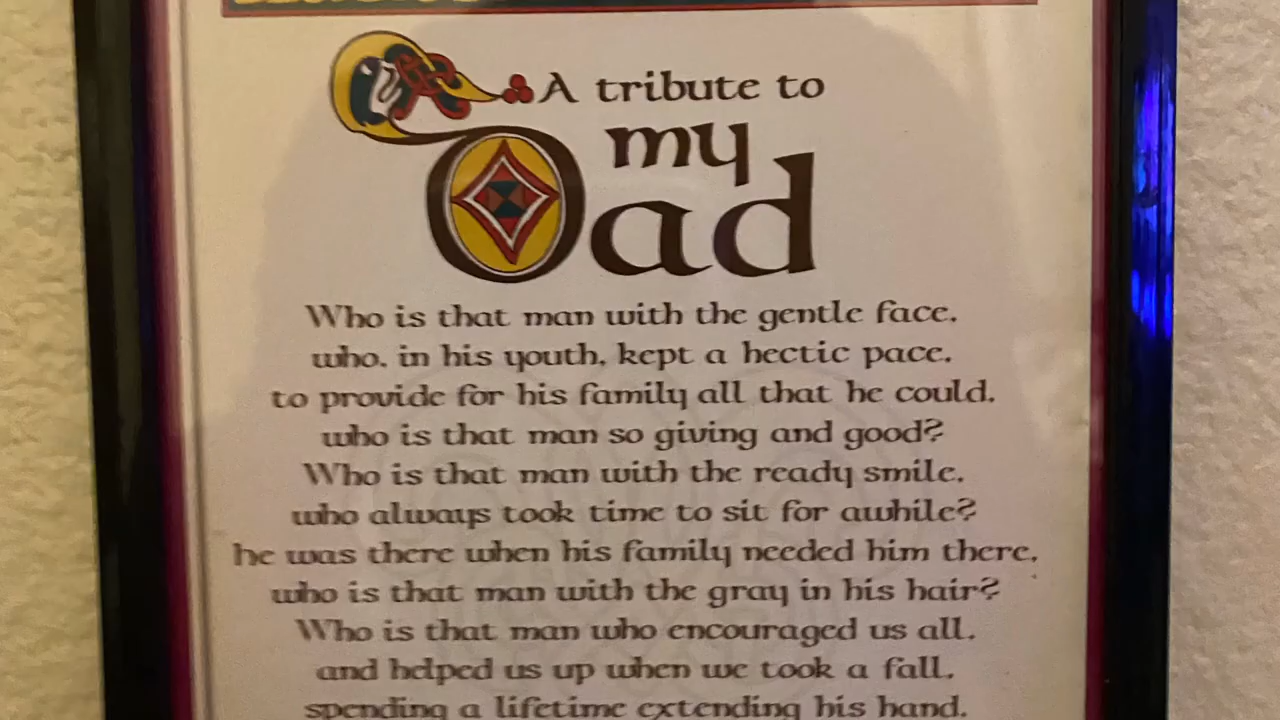 A tribute to
my
Dad
Who is that man with the gentle face,
who, in his youth, kept a hectic pace,
to provide for his family all that he could,
who is that man so giving and good?
Who is that man with the ready smile,
who always took time to sit for awhile?
he was there when his family needed him there,
who is that man with the gray in his hair?
Who is that man who encouraged us all,
and helped us up when we took a fall,
spending a lifetime extending his hand,